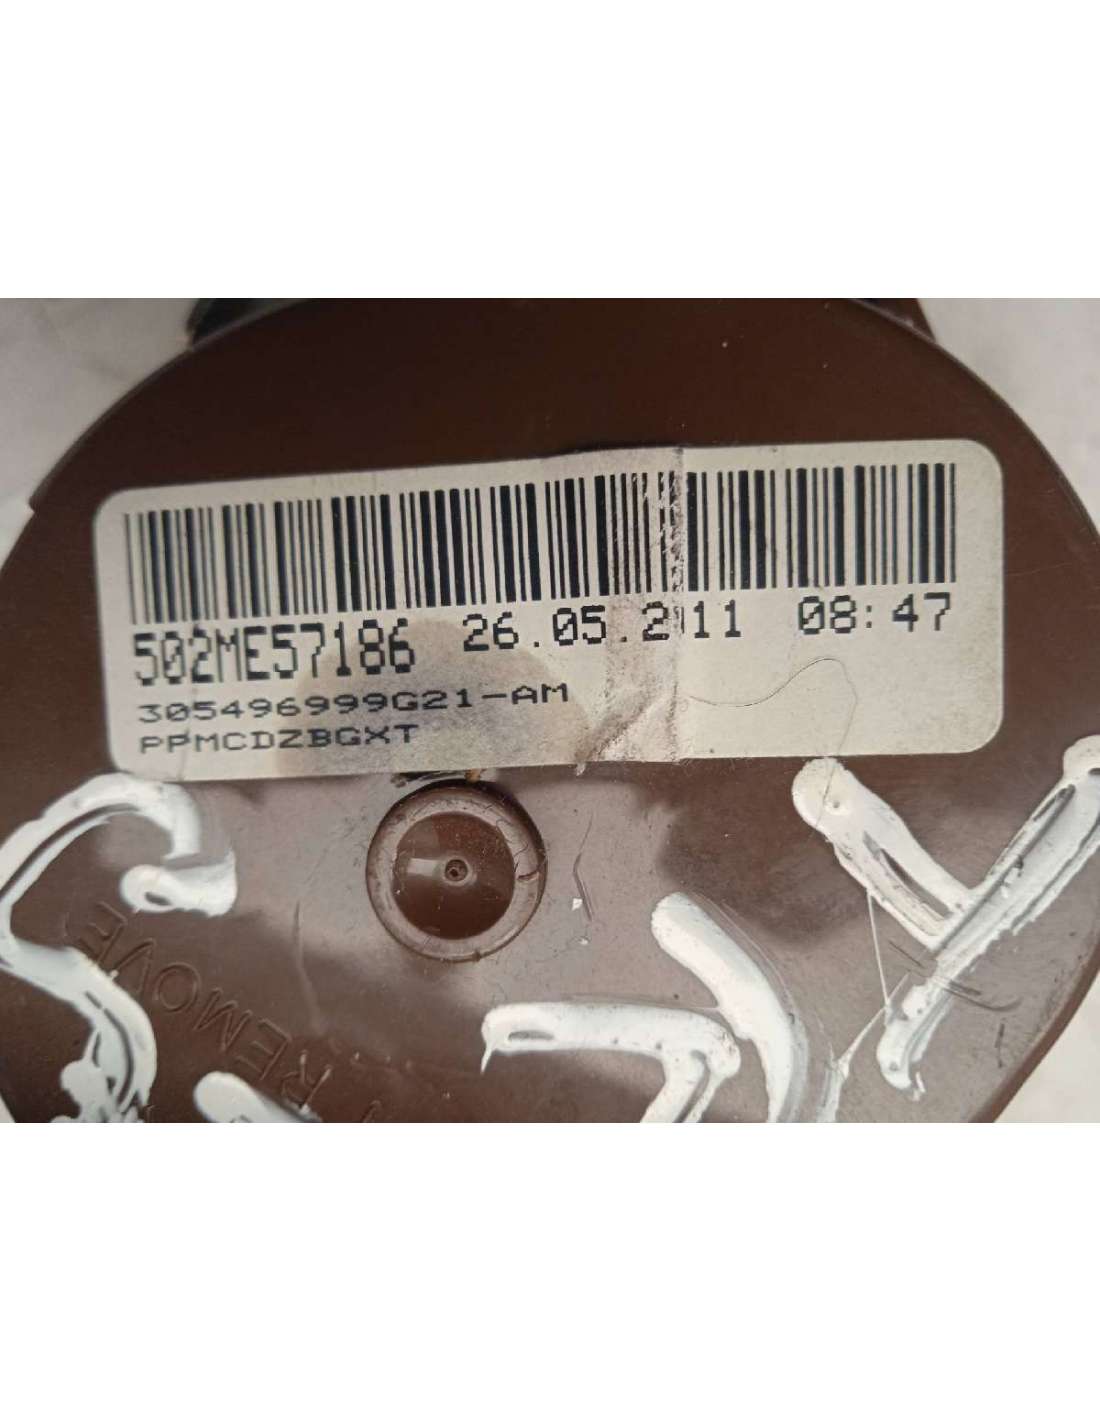 502ME57186 26.05.2011 08:47
305496999G21-AM
PPMCDZBGXT
REMOVE